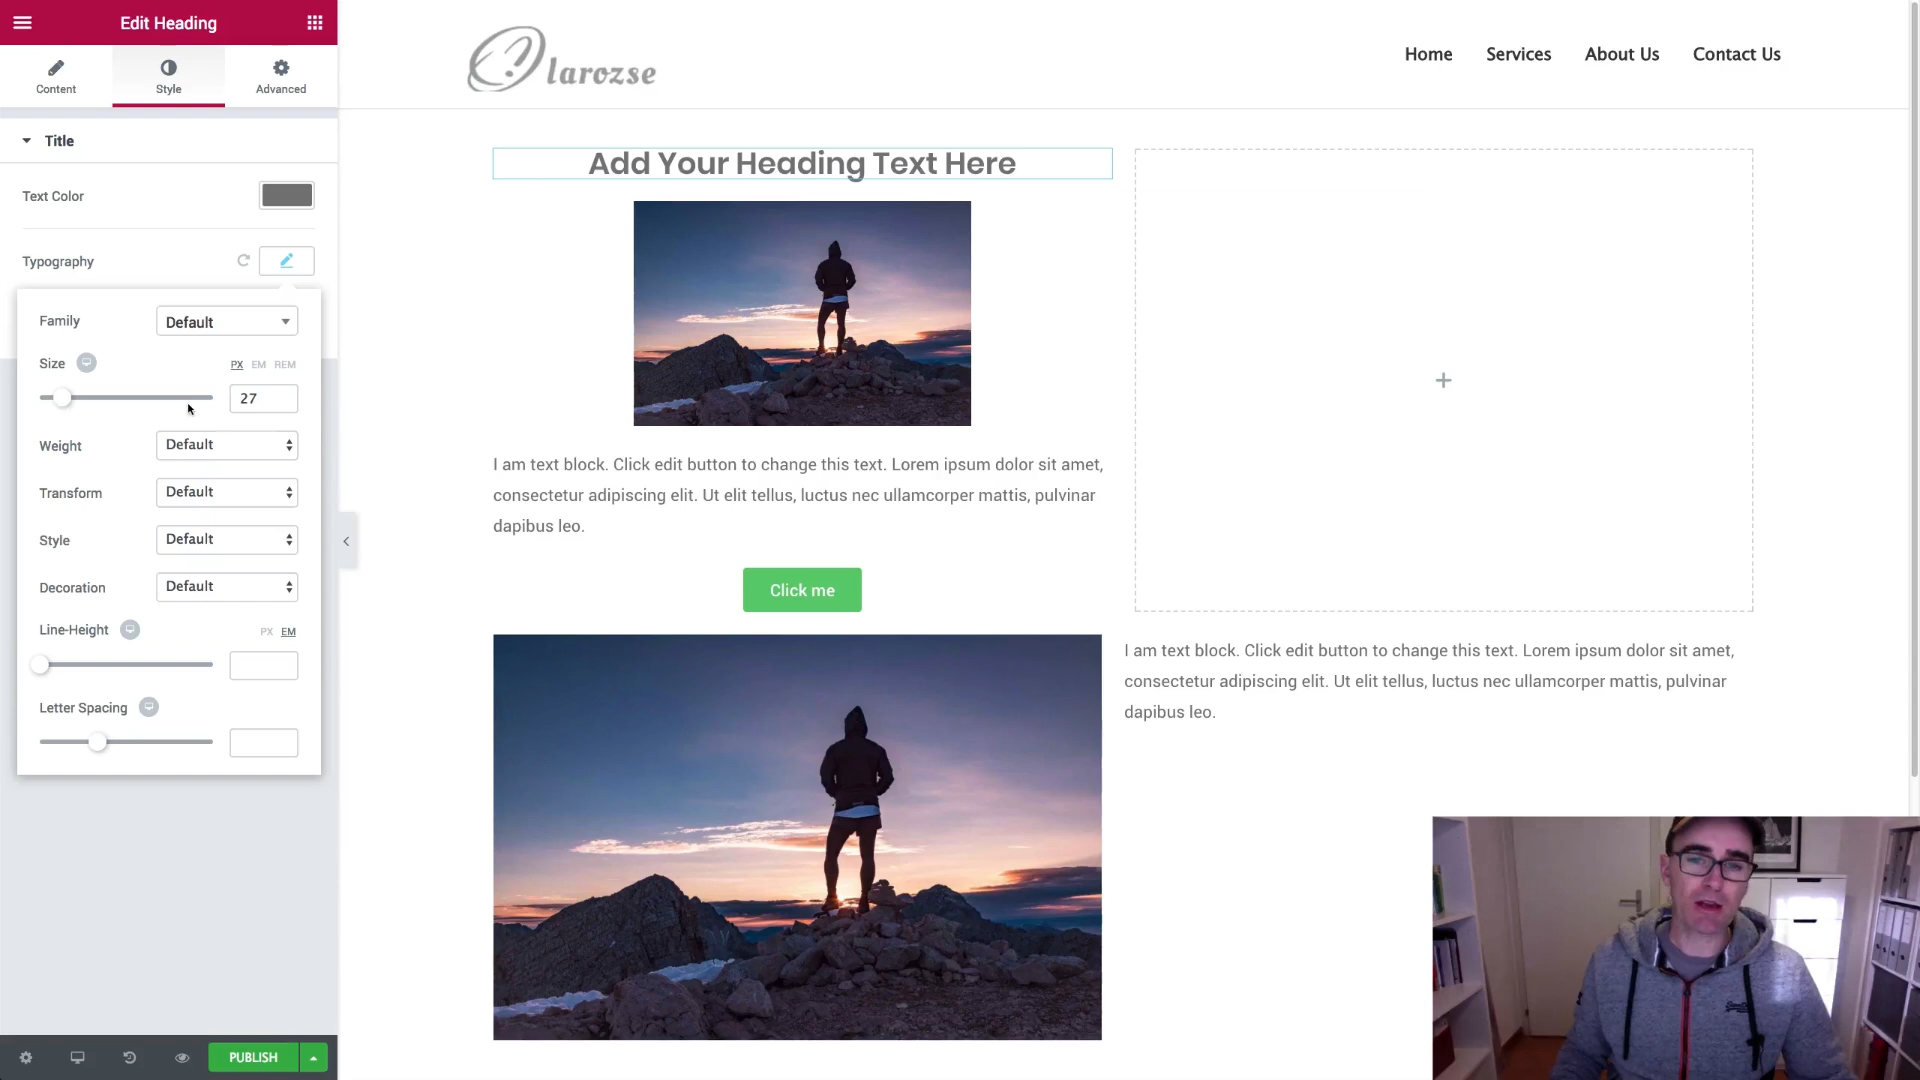 Edit Heading
Content
Style
Advanced
Title
Text Color
Typography
Family
Default
Size
PX EM REM
27
Weight
Default
Transform
Default
Style
Default
Decoration
Default
Line-Height
PX EM
Letter Spacing
PUBLISH
larozse
Home
Services
About Us
Contact Us
Add Your Heading Text Here
I am text block. Click edit button to change this text. Lorem ipsum dolor sit amet,
consectetur adipiscing elit. Ut elit tellus, luctus nec ullamcorper mattis, pulvinar
dapibus leo.
Click me
I am text block. Click edit button to change this text. Lorem ipsum dolor sit amet,
consectetur adipiscing elit. Ut elit tellus, luctus nec ullamcorper mattis, pulvinar
dapibus leo.